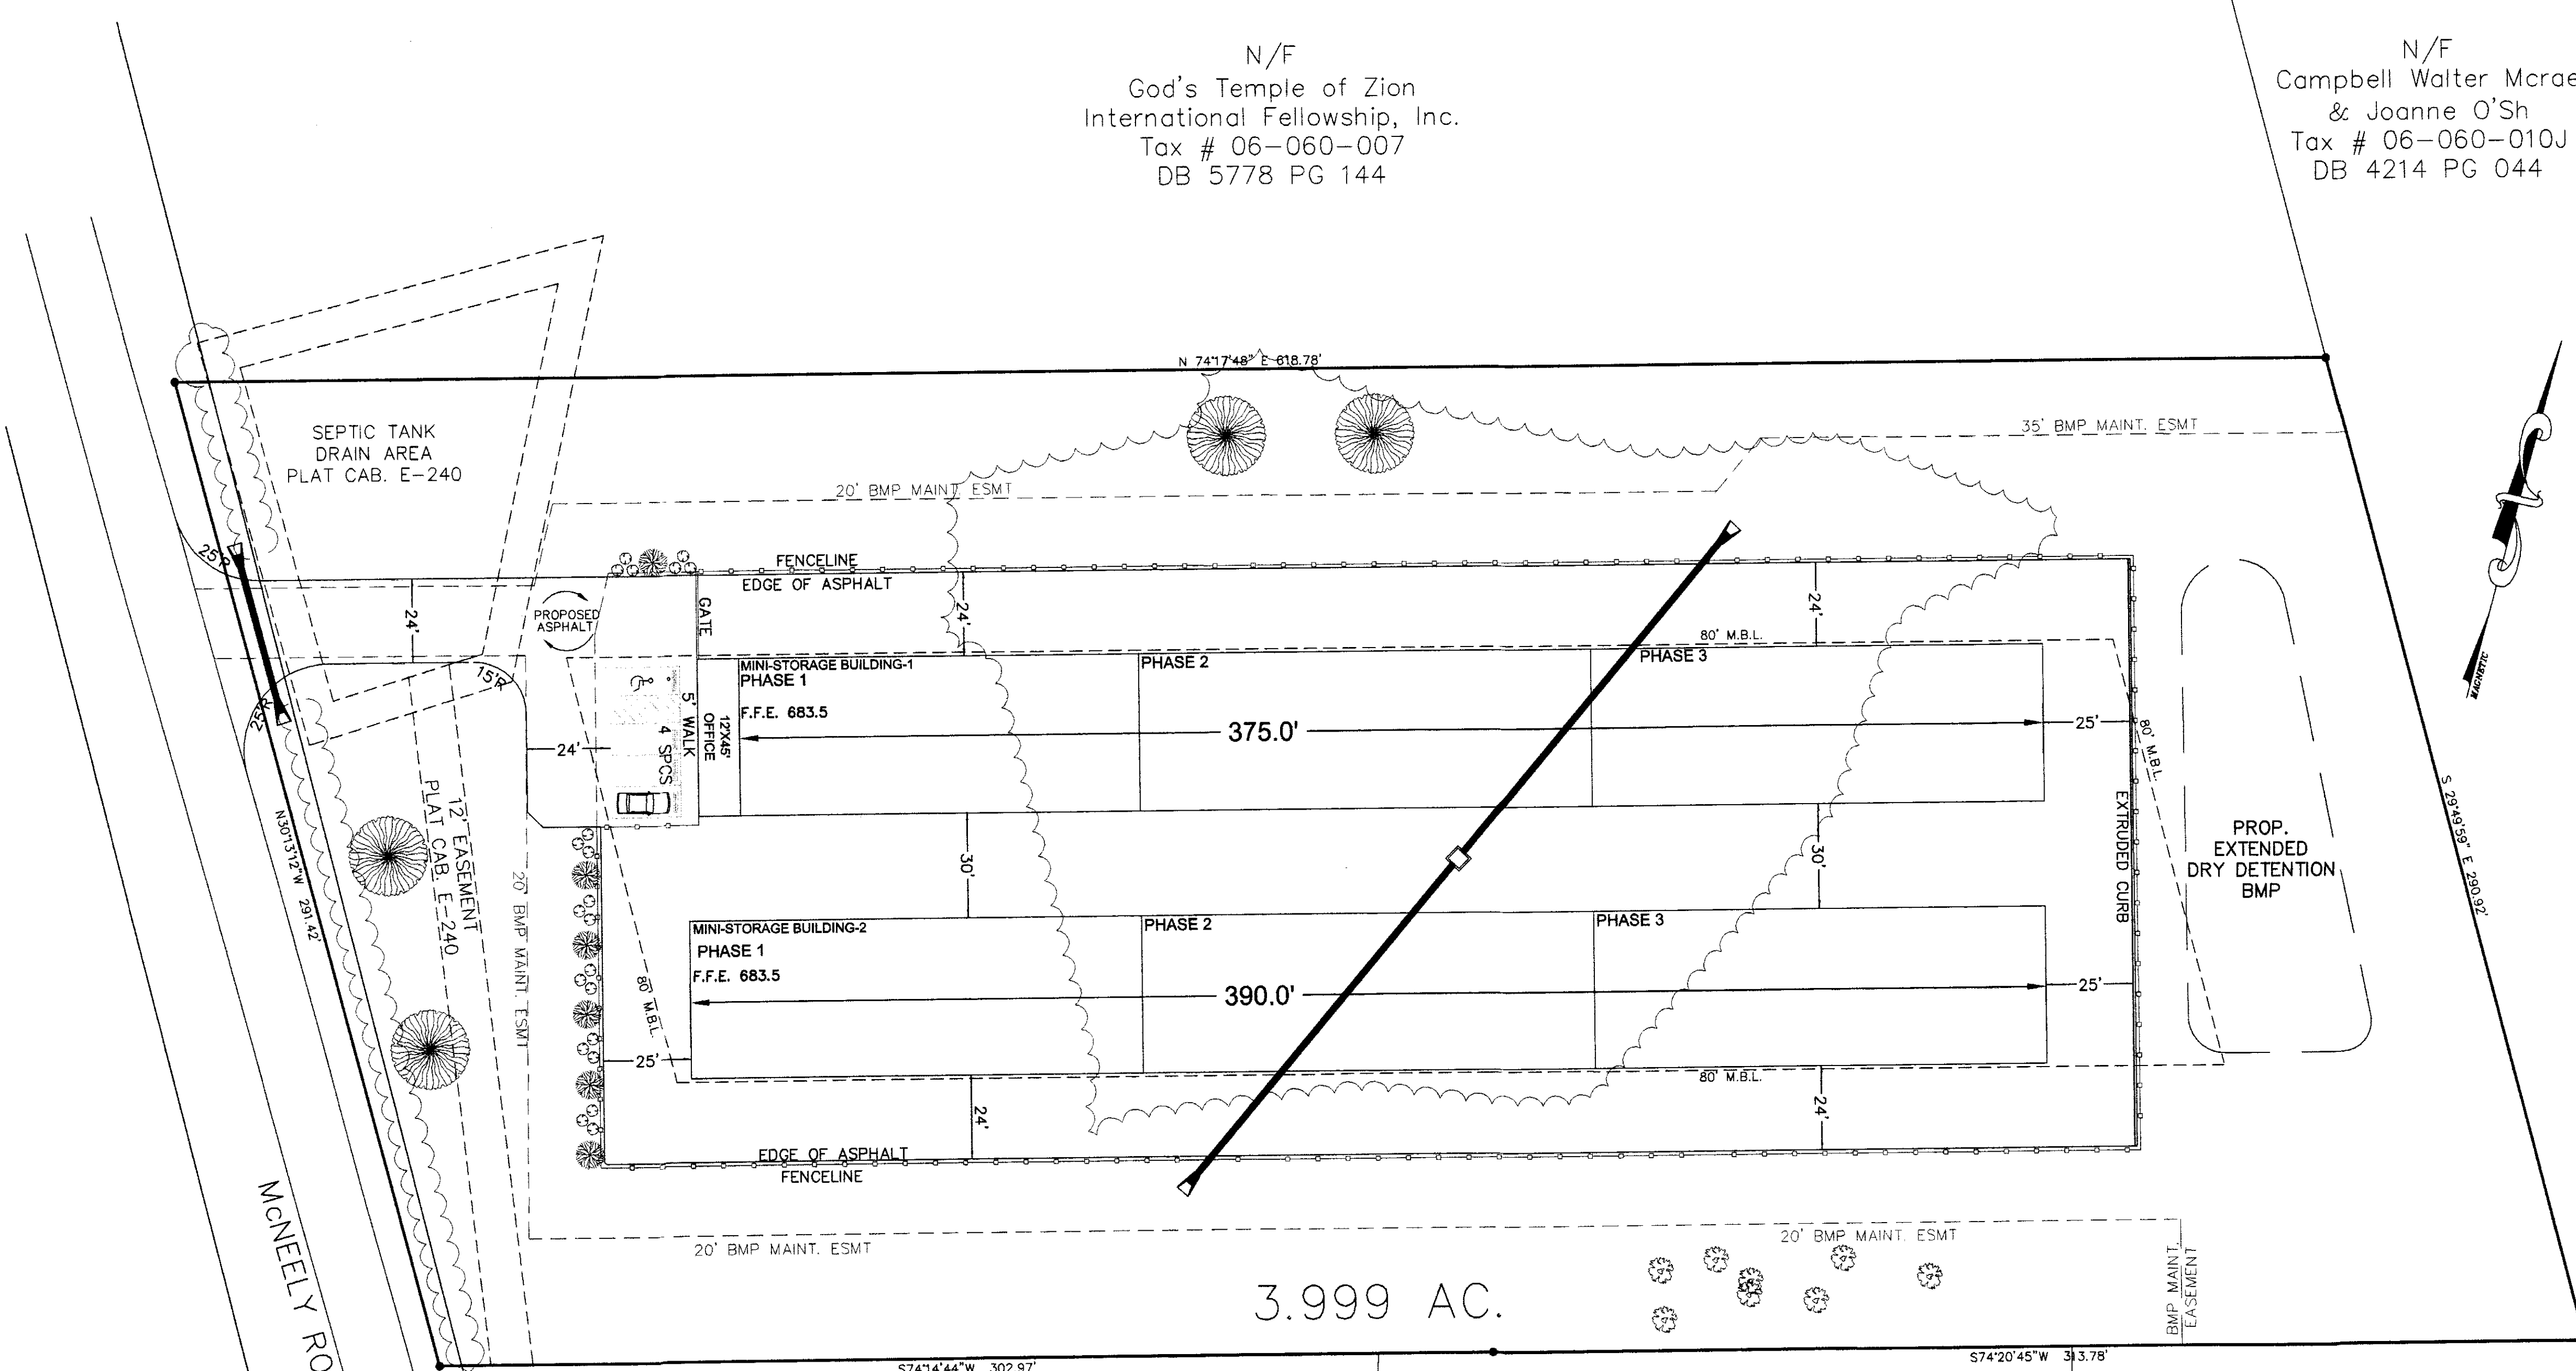 N/F
God's Temple of Zion
International Fellowship, Inc.
Tax # 06-060-007
DB 5778 PG 144
N/F
Campbell Walter Mcrae
& Joanne O'Sh
Tax # 06-060-010J
DB 4214 PG 044
N 74°17'48" E 618.78'
SEPTIC TANK
DRAIN AREA
PLAT CAB. E-240
35' BMP MAINT. ESMT
20' BMP MAINT. ESMT
MAGNETIC
25'R
FENCELINE
EDGE OF ASPHALT
24'
PROPOSED
ASPHALT
GATE
24'
24'
80' M.B.L.
25'R
15'R
MINI-STORAGE BUILDING-1
PHASE 1
F.F.E. 683.5
PHASE 2
PHASE 3
5' WALK
4 SPCS
12'X45'
OFFICE
24'
375.0'
25'
80' M.B.L.
EXTRUDED CURB
PROP.
EXTENDED
DRY DETENTION
BMP
S 29°49'59" E 290.92'
N30°13'12"W 291.42'
12' EASEMENT
PLAT CAB. E-240
20' BMP MAINT. ESMT
30'
30'
MINI-STORAGE BUILDING-2
PHASE 1
F.F.E. 683.5
PHASE 2
PHASE 3
80' M.B.L.
390.0'
25'
25'
80' M.B.L.
24'
24'
EDGE OF ASPHALT
FENCELINE
20' BMP MAINT. ESMT
20' BMP MAINT. ESMT
BMP MAINT.
EASEMENT
McNEELY RO
3.999 AC.
S74°14'44"W 302.97'
S74°20'45"W 313.78'